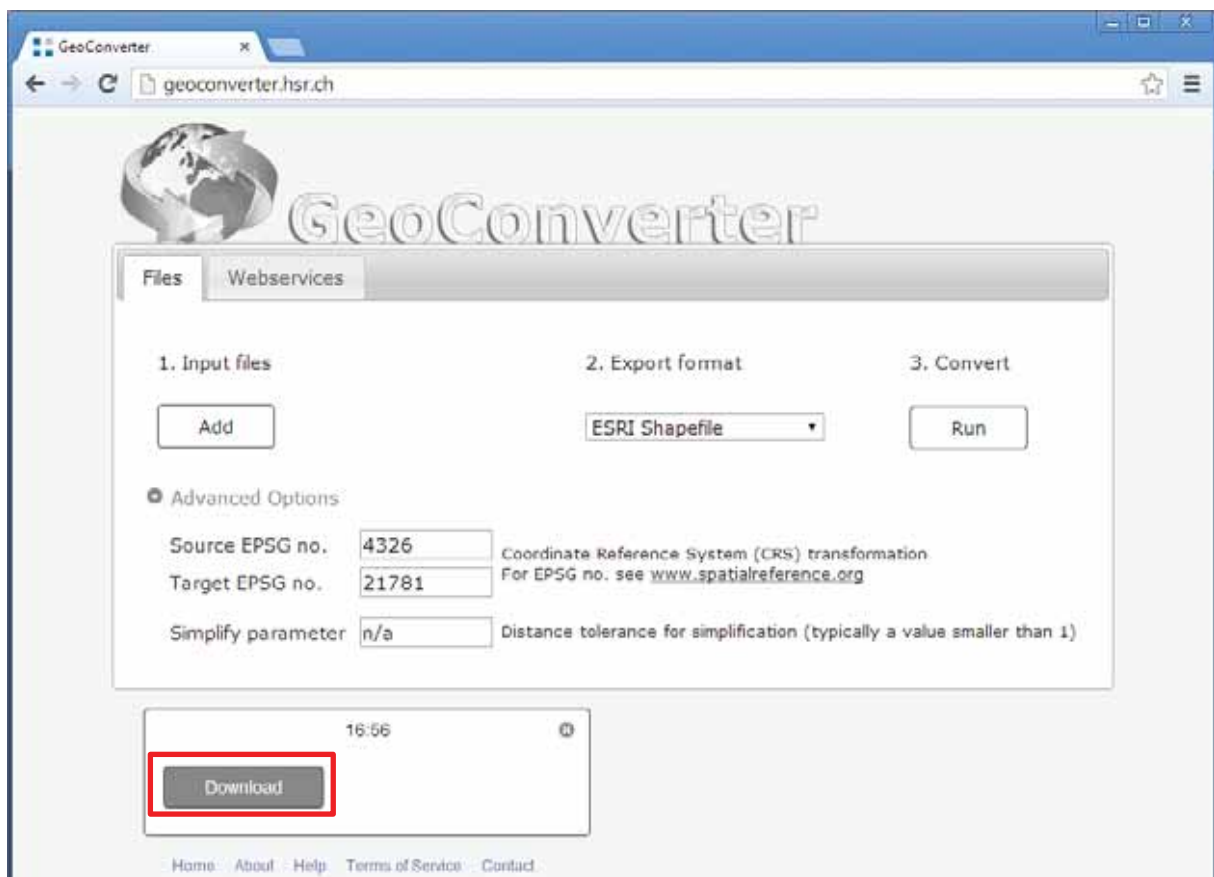 GeoConverter
geoconverter.hsr.ch
GeoConverter
Files Webservices
1. Input files 2. Export format 3. Convert
Add ESRI Shapefile Run
Advanced Options
Source EPSG no. 4326 Coordinate Reference System (CRS) transformation
Target EPSG no. 21781 For EPSG no. see www.spatialreference.org
Simplify parameter n/a Distance tolerance for simplification (typically a value smaller than 1)
16:56
Download
Home About Help Terms of Service Contact